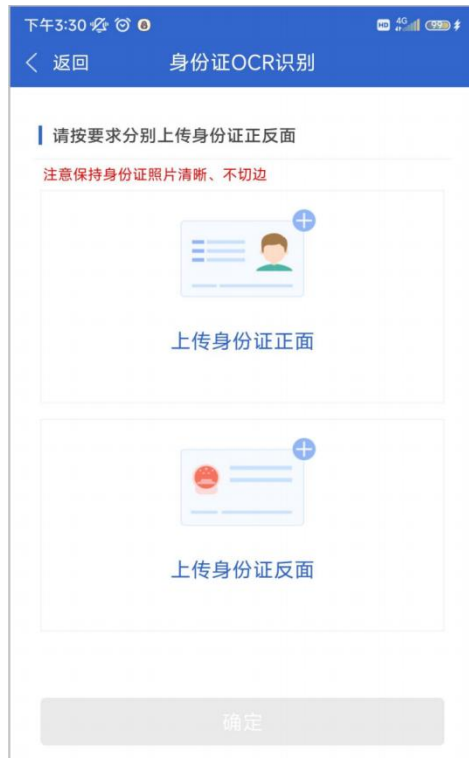 下午3:30
HD 4G 99
返回 身份证OCR识别
请按要求分别上传身份证正反面
注意保持身份证照片清晰、不切边
上传身份证正面
上传身份证反面
确定